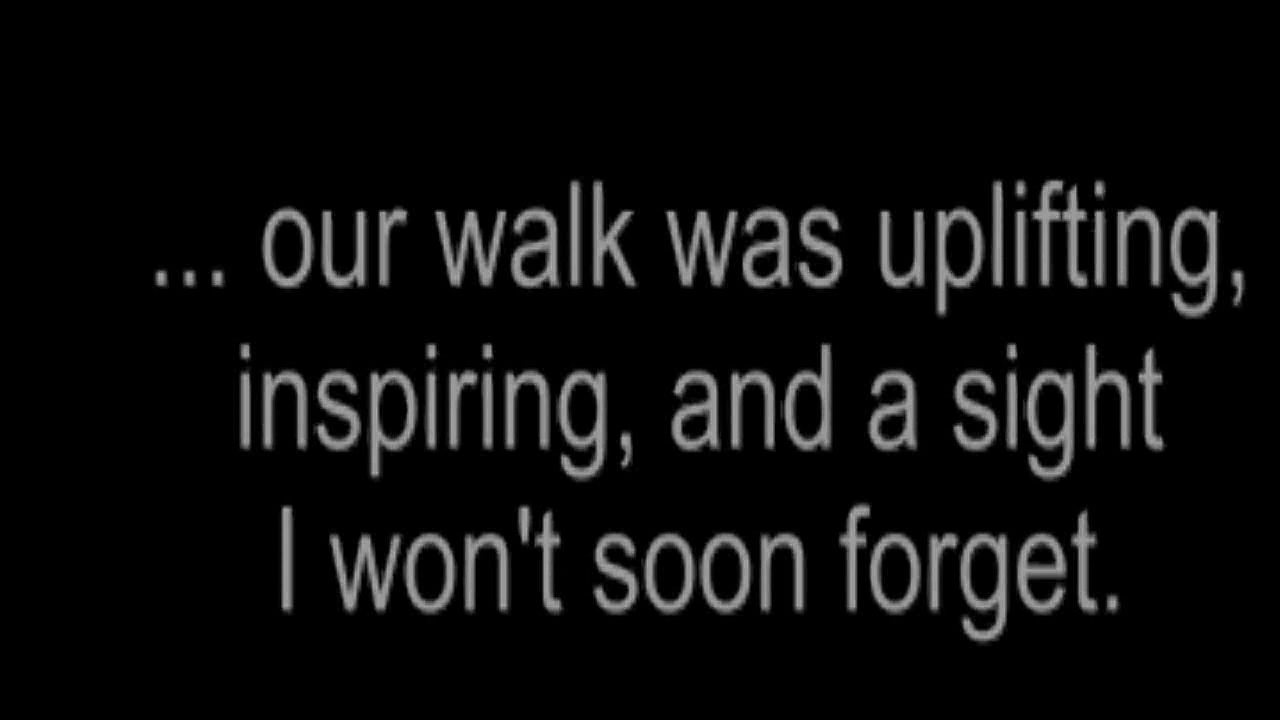 ... our walk was uplifting,
inspiring, and a sight
I won't soon forget.